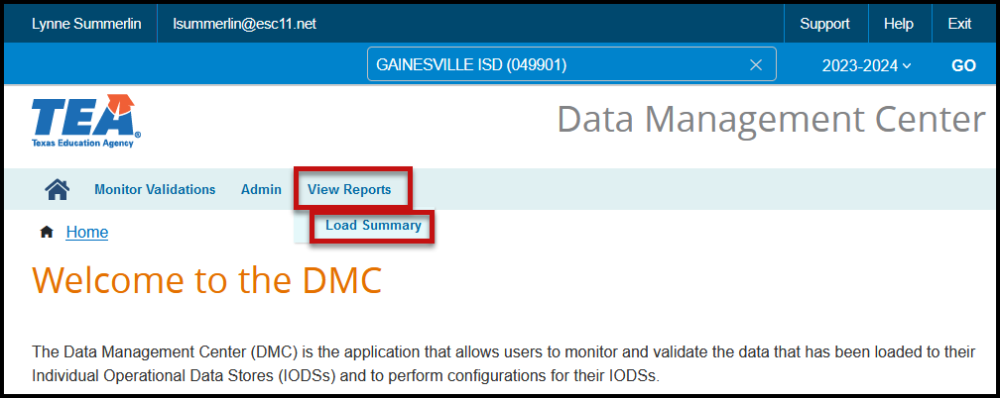 Lynne Summerlin lsummerlin@esc11.net Support Help Exit
GAINESVILLE ISD (049901) 2023-2024 GO
TEA®
Texas Education Agency
Data Management Center
Monitor Validations Admin View Reports
Load Summary
Home
Welcome to the DMC
The Data Management Center (DMC) is the application that allows users to monitor and validate the data that has been loaded to their
Individual Operational Data Stores (IODSs) and to perform configurations for their IODSs.